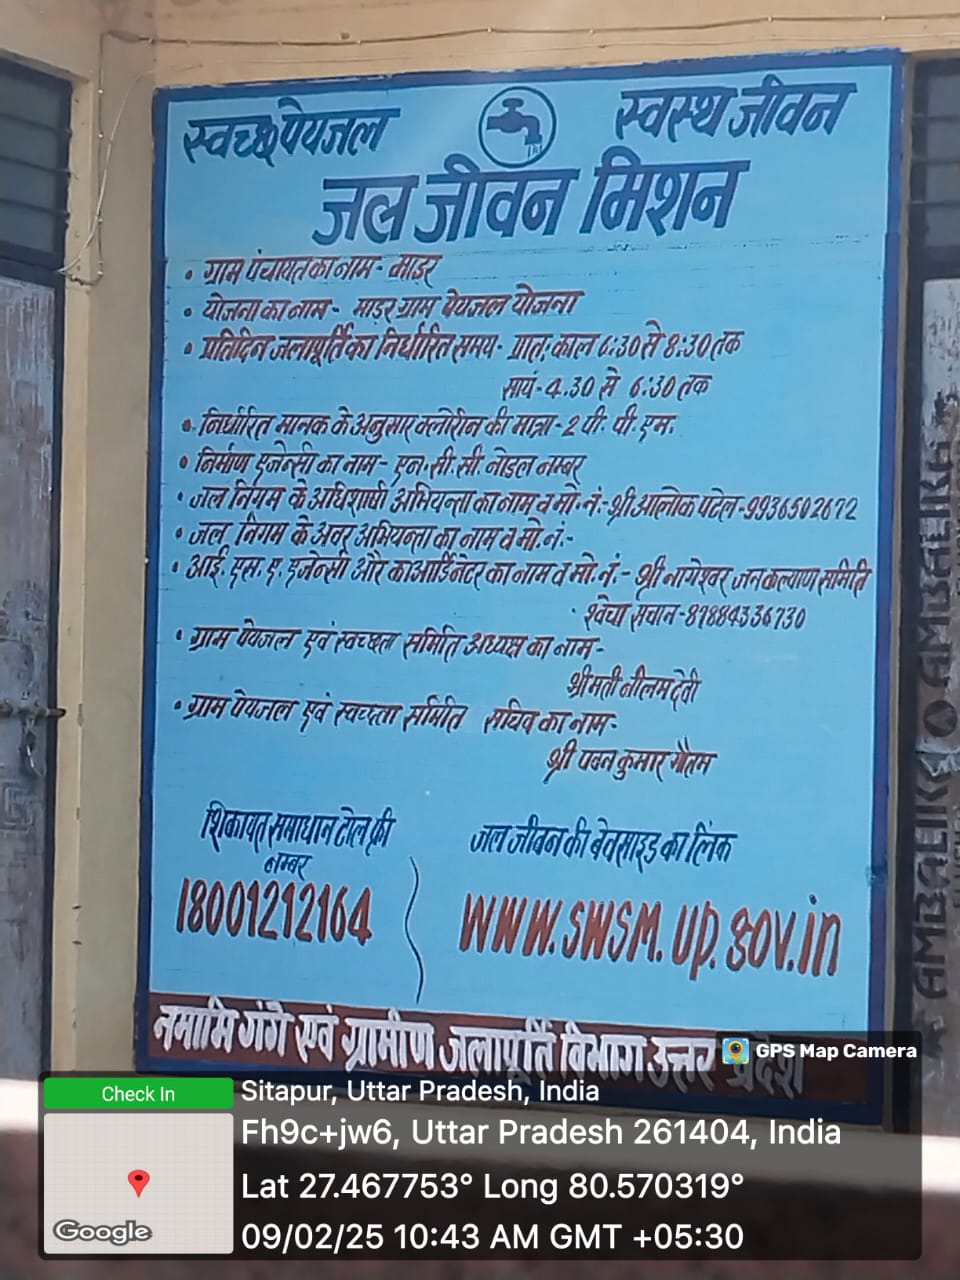 स्वच्छ पेयजल
स्वस्थ जीवन
जल जीवन मिशन
• ग्राम पंचायत का नाम - माड़र
• योजना का नाम - माड़र ग्राम पेयजल योजना
• प्रतिदिन जलापूर्ति का निर्धारित समय - प्रात: काल 6:30 से 8:30 तक
सायं - 4.30 से 6:30 तक
• निर्धारित मानक के अनुसार क्लोरीन की मात्रा - 2 पी. पी. एम.
• निर्माण एजेन्सी का नाम - एन. सी. सी. नोडल नम्बर
• जल निगम के अधिशाषी अभियन्ता का नाम व मो. नं. - श्री आलोक पटेल - 9936502672
• जल निगम के अवर अभियन्ता का नाम व मो. नं. -
• आई. एस. ए. एजेन्सी और काआर्डिनेटर का नाम व मो. नं. - श्री नागेश्वर जन कल्याण समिति
सचान -
• ग्राम पेयजल एवं स्वच्छता समिति अध्यक्ष का नाम -
श्रीमती नीलम देवी
• ग्राम पेयजल एवं स्वच्छता समिति सचिव का नाम -
श्री पवन कुमार गौतम
शिकायत समाधान टोल फ्री
नम्बर
18001212164
जल जीवन की बेवसाइड का लिंक
www.swsm.up.gov.in
नमामि गंगे एवं ग्रामीण जलापूर्ति विभाग उत्तर प्रदेश
AMBALIKA AMBALIKA
GPS Map Camera
Check In
Google
Sitapur, Uttar Pradesh, India
Fh9c+jw6, Uttar Pradesh 261404, India
Lat 27.467753° Long 80.570319°
09/02/25 10:43 AM GMT +05:30